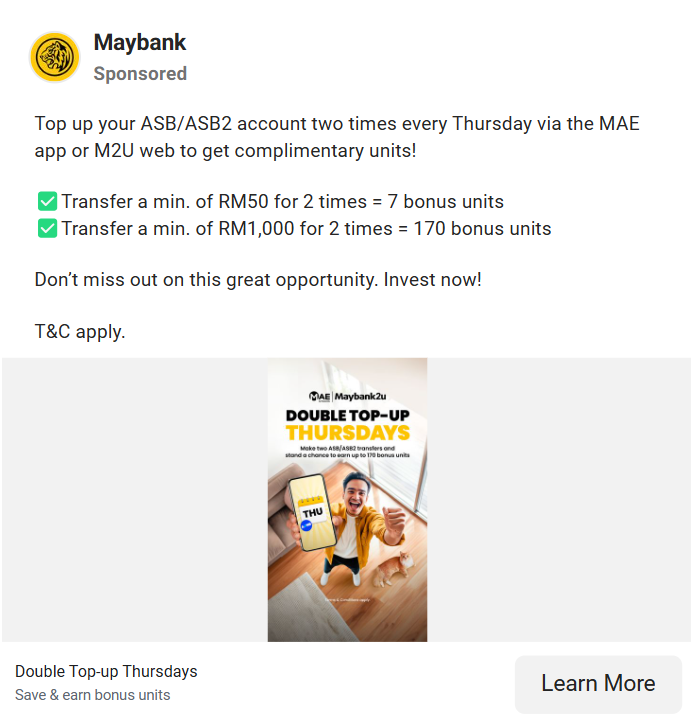 Maybank
Sponsored
Top up your ASB/ASB2 account two times every Thursday via the MAE
app or M2U web to get complimentary units!
✅Transfer a min. of RM50 for 2 times = 7 bonus units
✅Transfer a min. of RM1,000 for 2 times = 170 bonus units
Don’t miss out on this great opportunity. Invest now!
T&C apply.
MAE | Maybank2u
DOUBLE TOP-UP
THURSDAYS
Make two ASB/ASB2 transfers and
stand a chance to earn up to 170 bonus units
THU
Terms & conditions apply.
Double Top-up Thursdays
Save & earn bonus units
Learn More